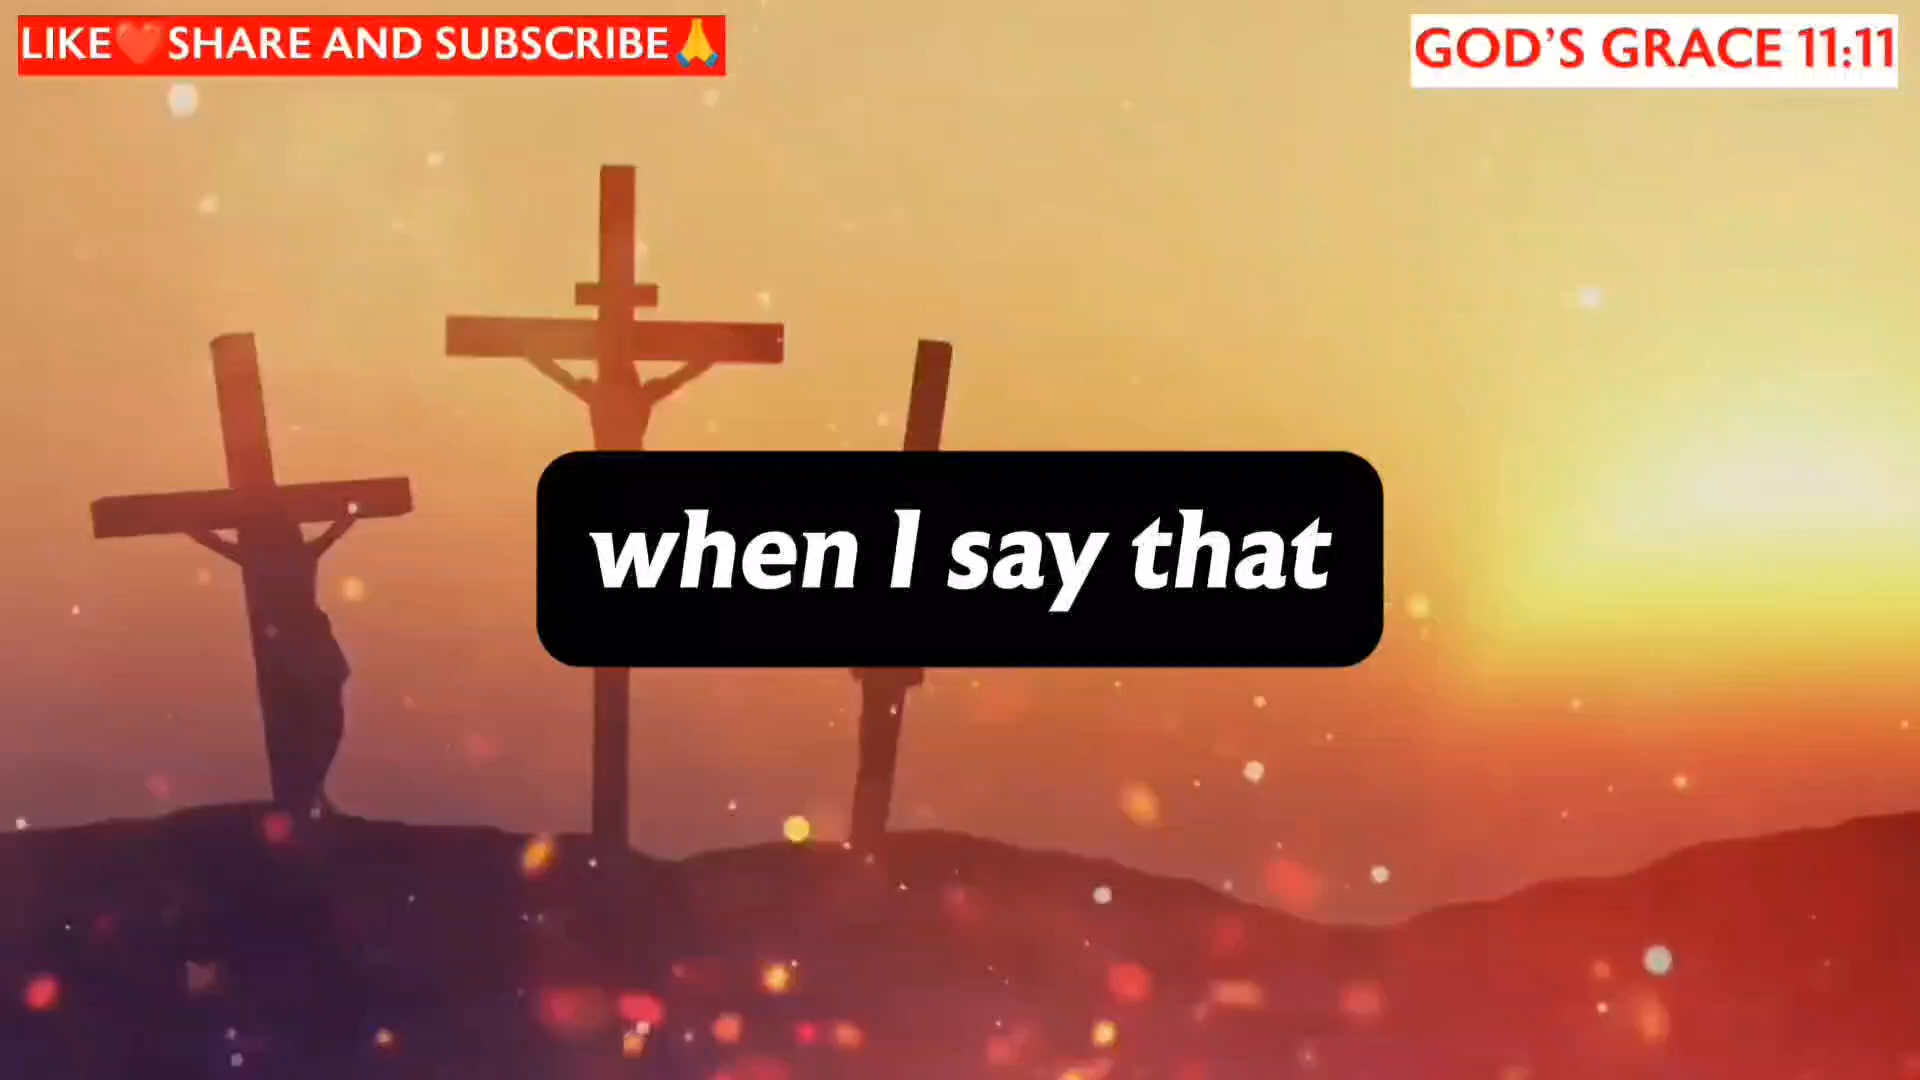 LIKE❤️SHARE AND SUBSCRIBE🙏
GOD'S GRACE 11:11
when I say that